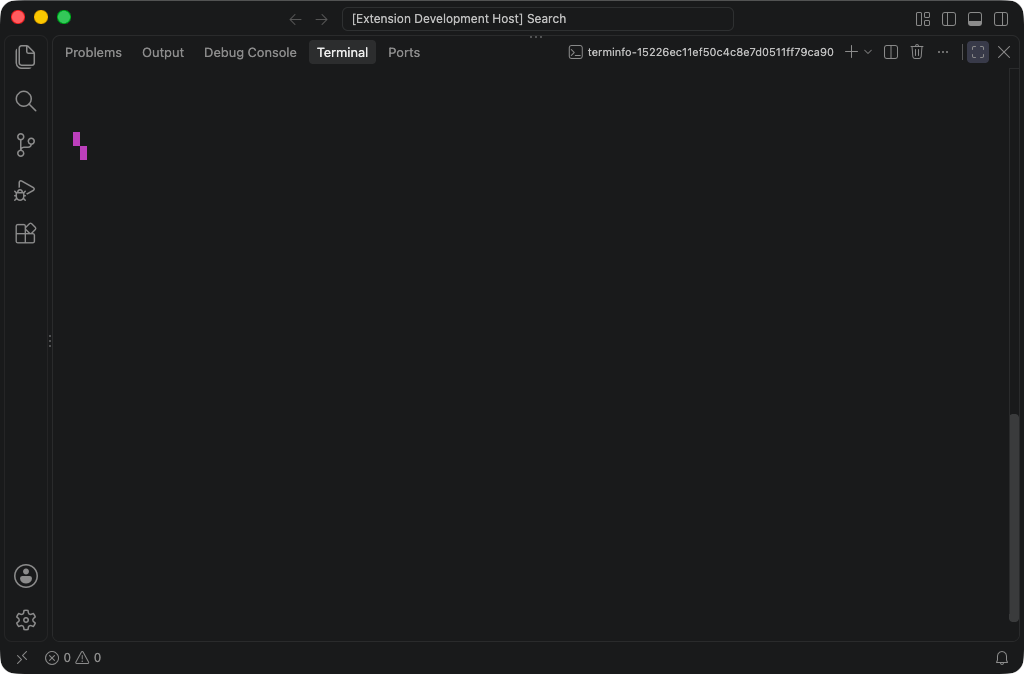 [Extension Development Host] Search
Problems Output Debug Console Terminal Ports
terminfo-15226ec11ef50c4c8e7d0511ff79ca90
0 0